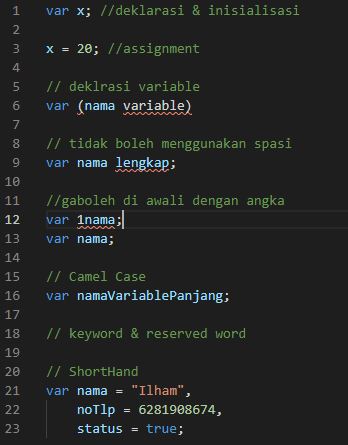 1 var x; //deklarasi & inisialisasi
2
3 x = 20; //assignment
4
5 // deklrasi variable
6 var (nama variable)
7
8 // tidak boleh menggunakan spasi
9 var nama lengkap;
10
11 //gaboleh di awali dengan angka
12 var 1nama;
13 var nama;
14
15 // Camel Case
16 var namaVariablePanjang;
17
18 // keyword & reserved word
19
20 // ShortHand
21 var nama = "Ilham",
22 noTlp = 6281908674,
23 status = true;